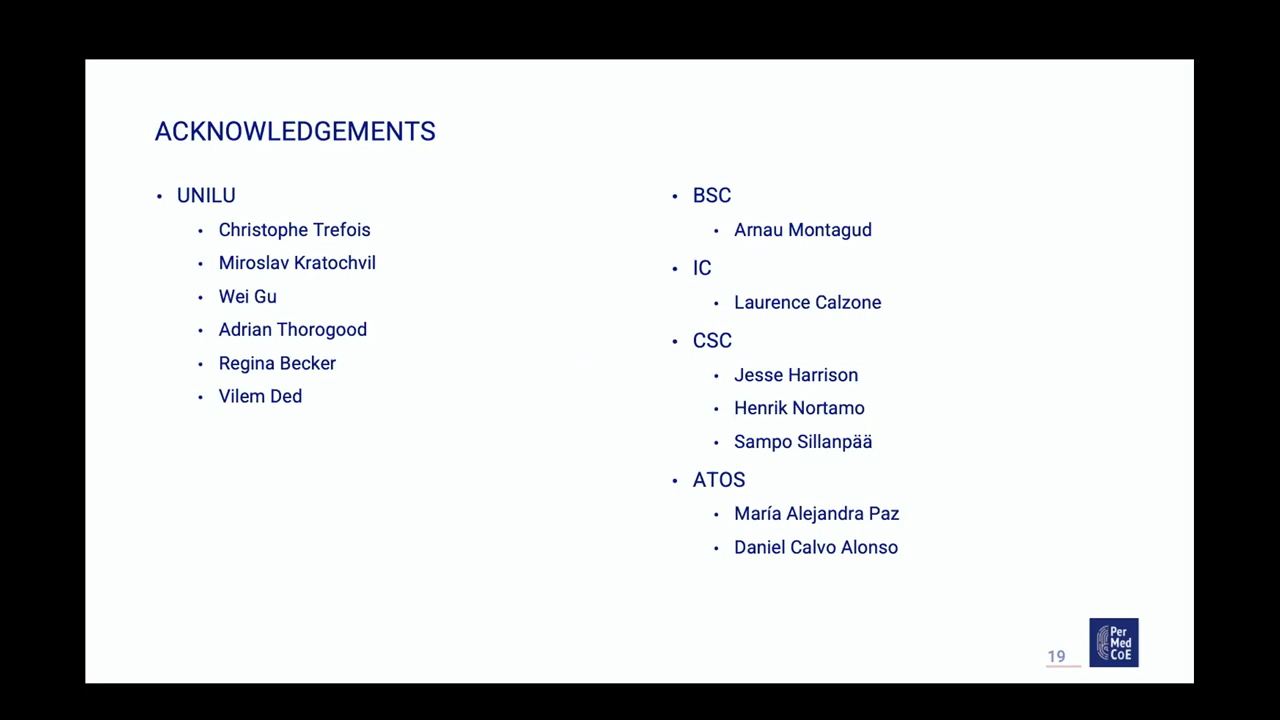 ACKNOWLEDGEMENTS
• UNILU
• Christophe Trefois
• Miroslav Kratochvil
• Wei Gu
• Adrian Thorogood
• Regina Becker
• Vilem Ded
• BSC
• Arnau Montagud
• IC
• Laurence Calzone
• CSC
• Jesse Harrison
• Henrik Nortamo
• Sampo Sillanpää
• ATOS
• María Alejandra Paz
• Daniel Calvo Alonso
19
Per
Med
CoE